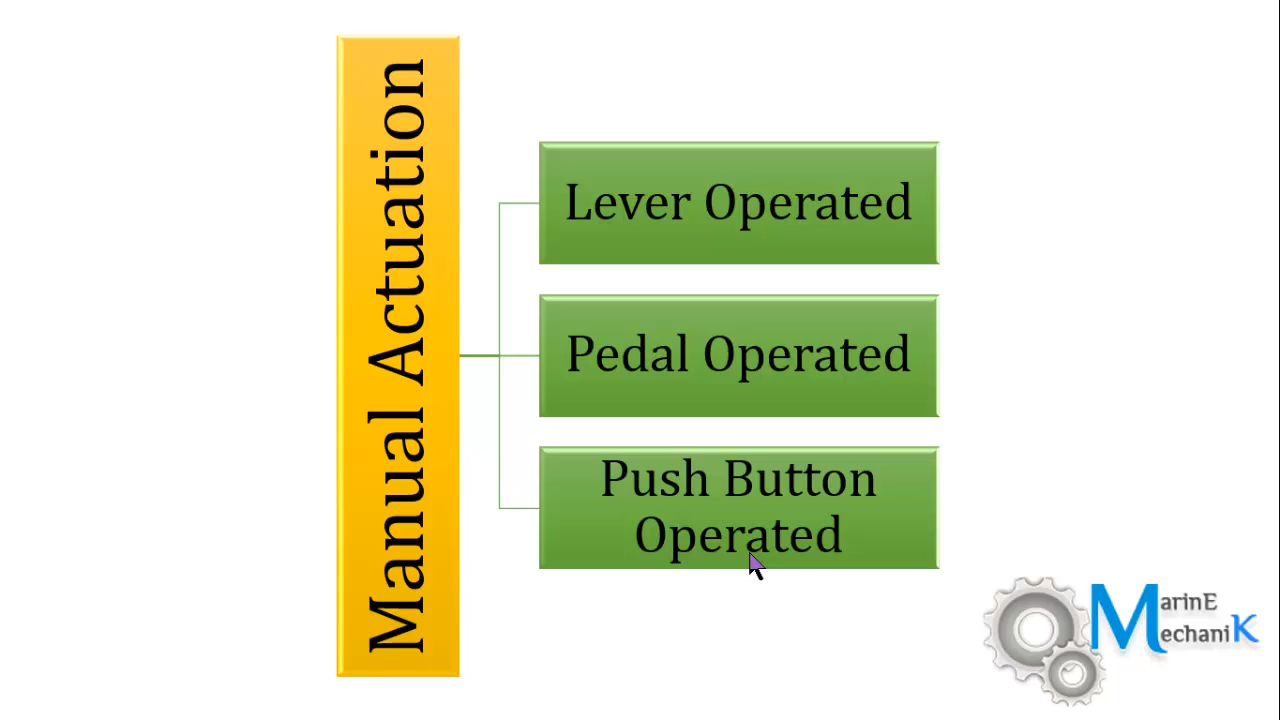 Manual Actuation
Lever Operated
Pedal Operated
Push Button
Operated
MarinE
MechaniK